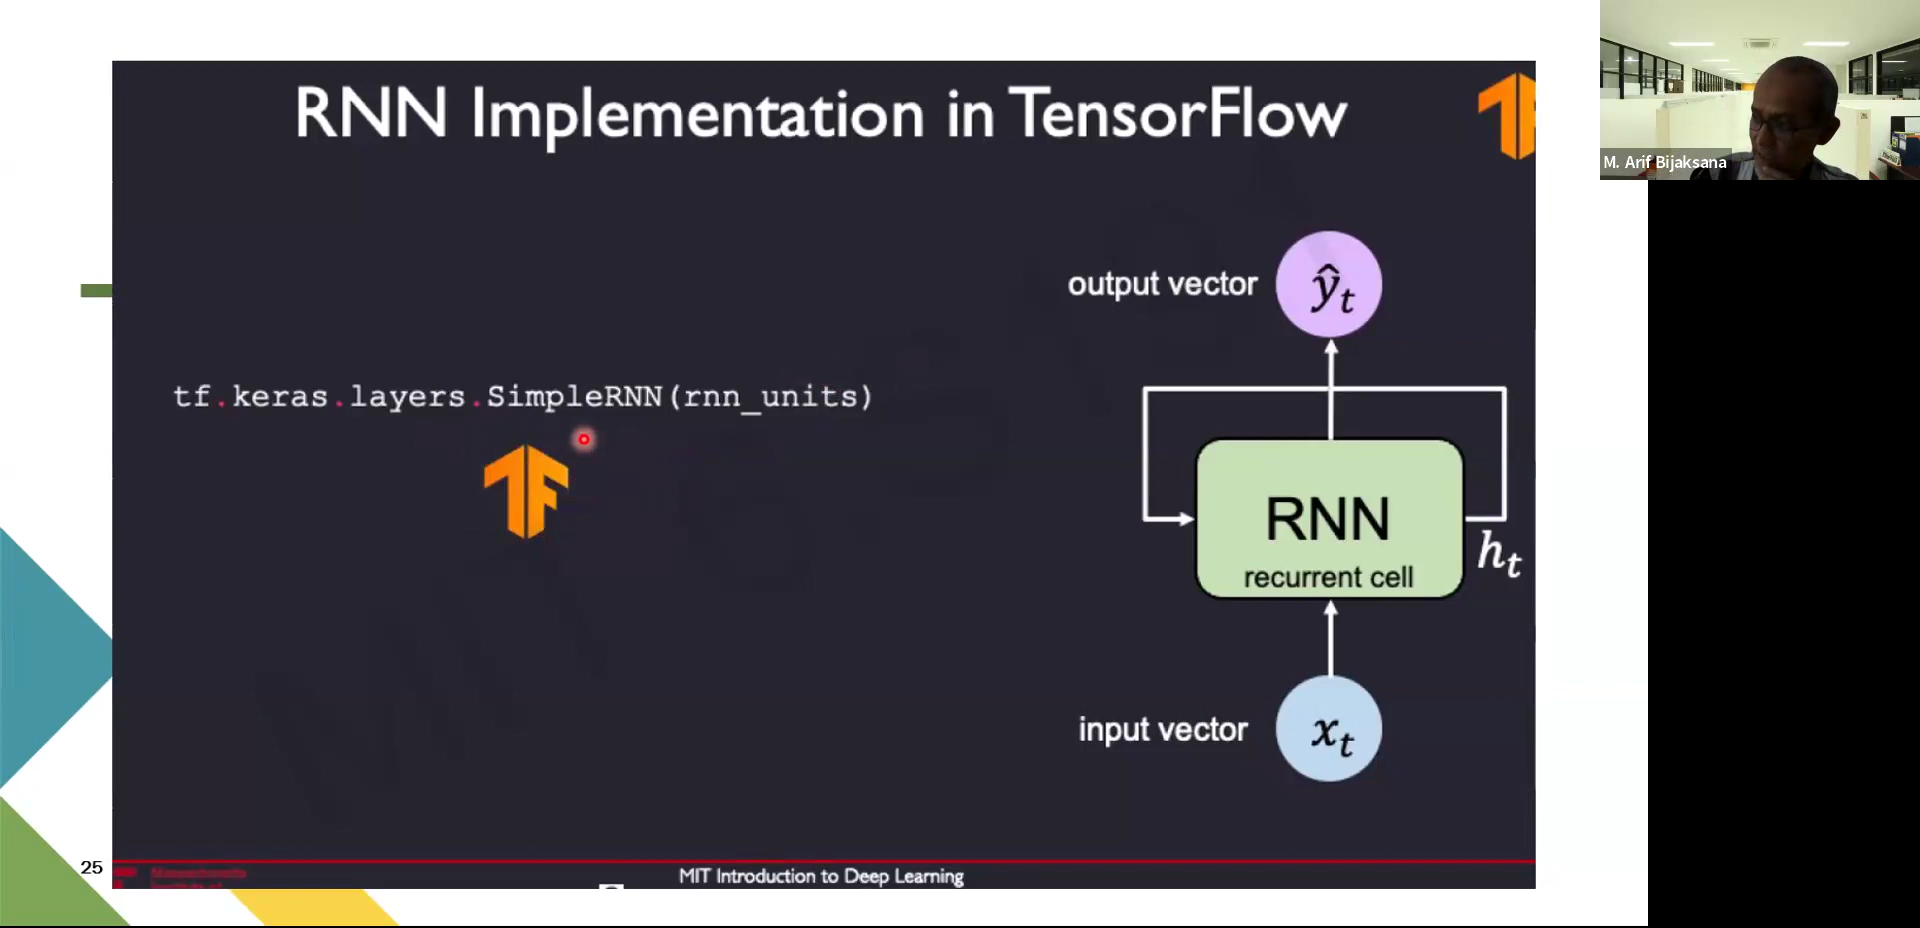 RNN Implementation in TensorFlow
M. Arif Bijaksana
output vector
ŷt
tf.keras.layers.SimpleRNN(rnn_units)
RNN
recurrent cell
ht
input vector
xt
25
MIT Introduction to Deep Learning